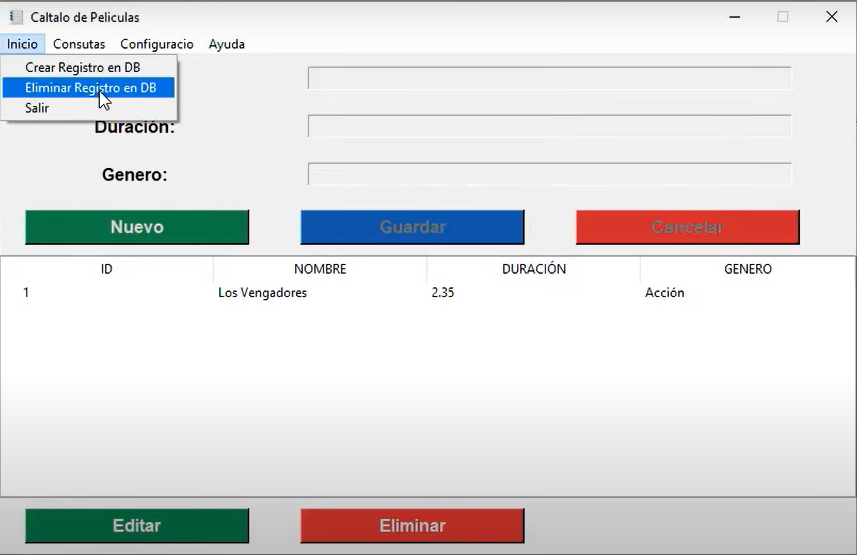 Caltalo de Peliculas
Inicio Consutas Configuracio Ayuda
Crear Registro en DB
Eliminar Registro en DB
Salir
Duración:
Genero:
Nuevo Guardar Cancelar
ID NOMBRE DURACIÓN GENERO
1 Los Vengadores 2.35 Acción
Editar Eliminar